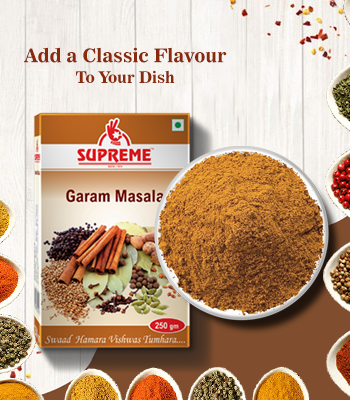 Add a Classic Flavour
To Your Dish
SUPREME
Garam Masala
250 gm
Swaad Hamara Vishwas Tumhara....